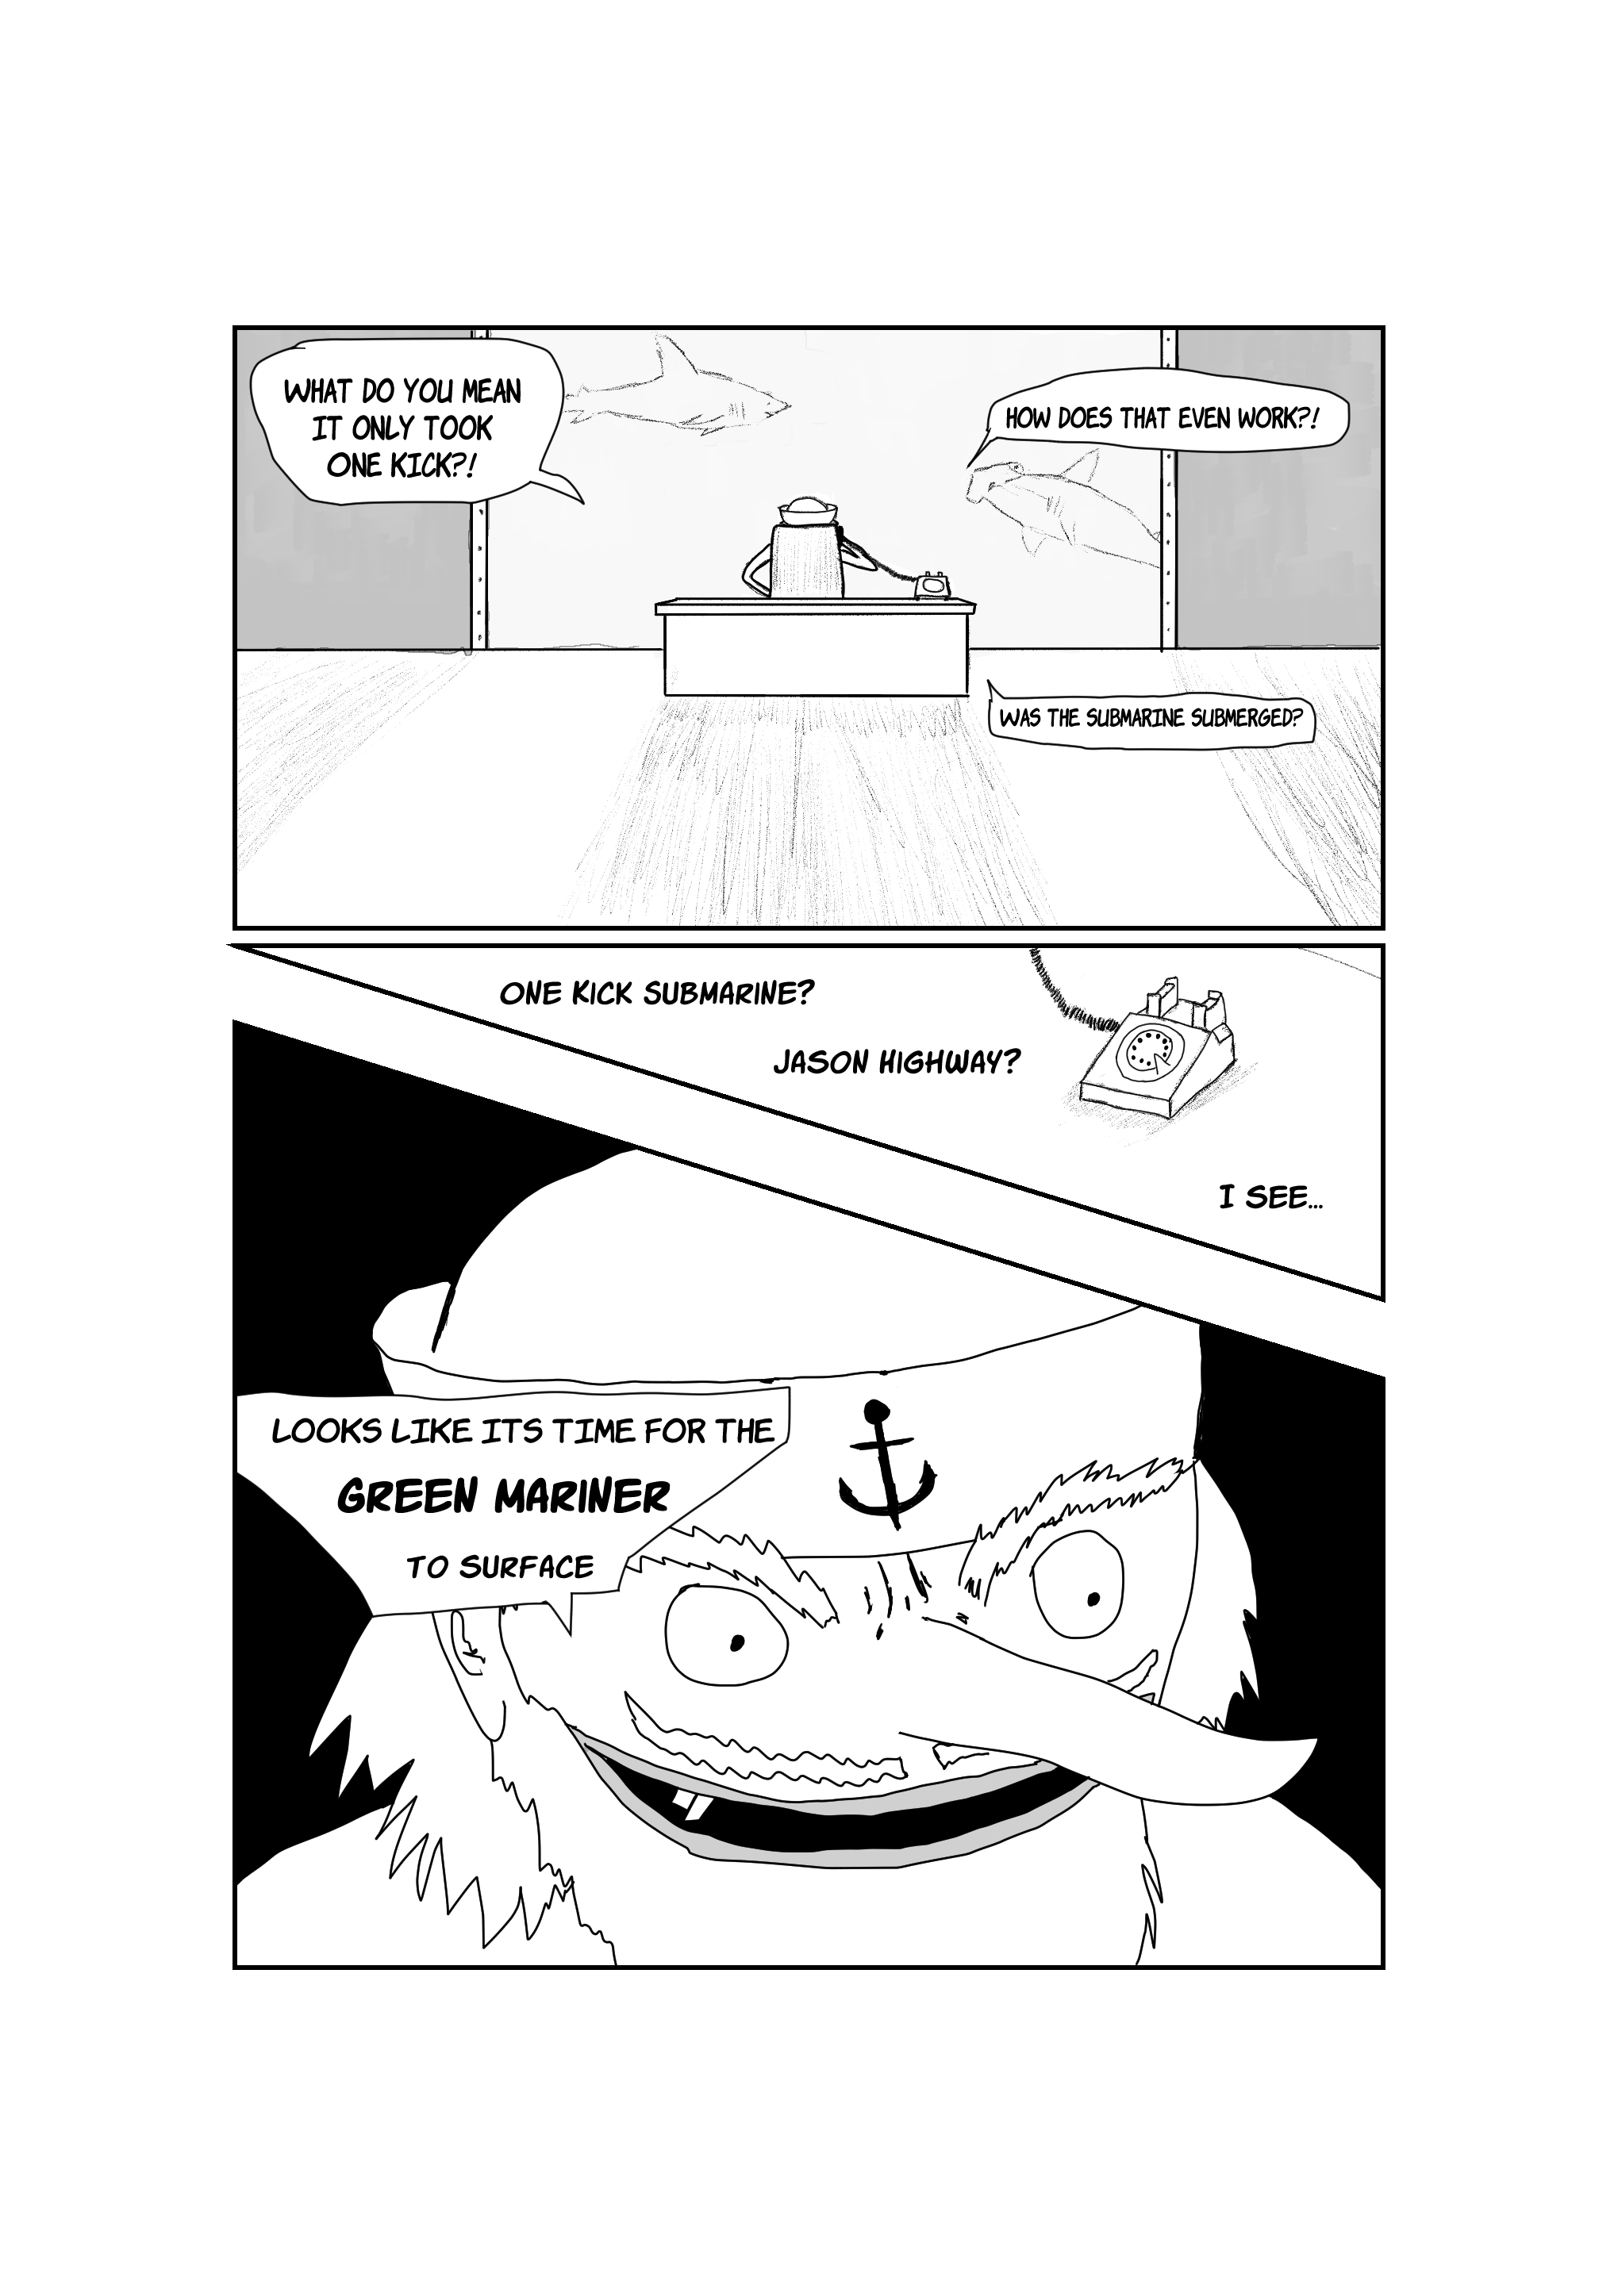 WHAT DO YOU MEAN
IT ONLY TOOK
ONE KICK?!
HOW DOES THAT EVEN WORK?!
WAS THE SUBMARINE SUBMERGED?
ONE KICK SUBMARINE?
JASON HIGHWAY?
I SEE...
LOOKS LIKE ITS TIME FOR THE
GREEN MARINER
TO SURFACE